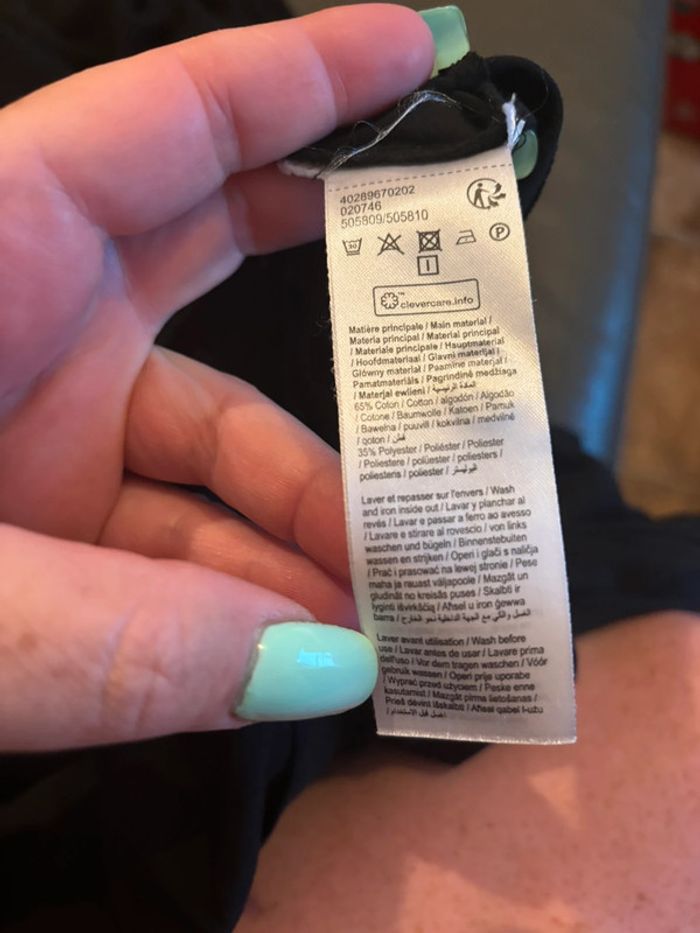 40289670202
020746
505809/505810
30
P
clevercare.info
Matière principale / Main material /
Materia principal / Material principal
/ Materiale principale / Hauptmaterial
/ Hoofdmateriaal / Glavni materijal /
Główny materiał / Paamine materjal /
Pamatmateriāls / Pagrindinė medžiaga
/ Materjal ewlieni / المادة الرئيسية
65% Coton / Cotton / algodón / Algodão
/ Cotone / Baumwolle / Katoen / Pamuk
/ Bawełna / puuvill / kokvilna / medvilnė
/ qoton / قطن
35% Polyester / Poliéster / Poliester
/ Poliestere / polüester / poliesters /
poliesteris / poliester / البوليستر
Laver et repasser sur l'envers / Wash
and iron inside out / Lavar y planchar al
revés / Lavar e passar a ferro ao avesso
/ Lavare e stirare al rovescio / von links
waschen und bügeln / Binnenstebuiten
wassen en strijken / Operi i glači s naličja
/ Prać i prasować na lewej stronie / Pese
maha ja rauast väljapoole / Mazgāt un
gludināt no kreisās puses / Skalbti ir
lyginti išvirkščią / Aħsel u iron ġewwa
barra / الغسل والكي مع الجهة الداخلية نحو الخارج
Laver avant utilisation / Wash before
use / Lavar antes de usar / Lavare prima
dell'uso / Vor dem tragen waschen / Vóór
gebruik wassen / Operi prije uporabe
/ Wyprać przed użyciem / Peske enne
kasutamist / Mazgāt pirms lietošanas /
Prieš dėvint išskalbti / Aħsel qabel l-użu
/ اغسل قبل الاستخدام